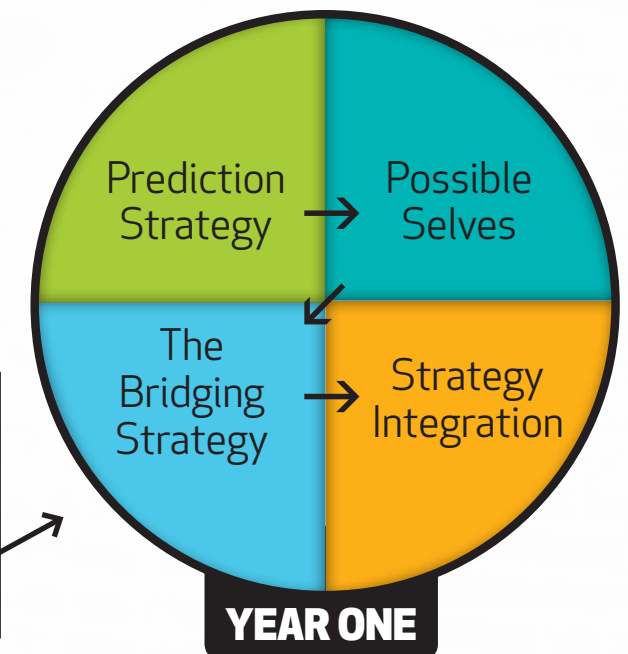 Prediction
Strategy
Possible
Selves
The
Bridging
Strategy
Strategy
Integration
YEAR ONE